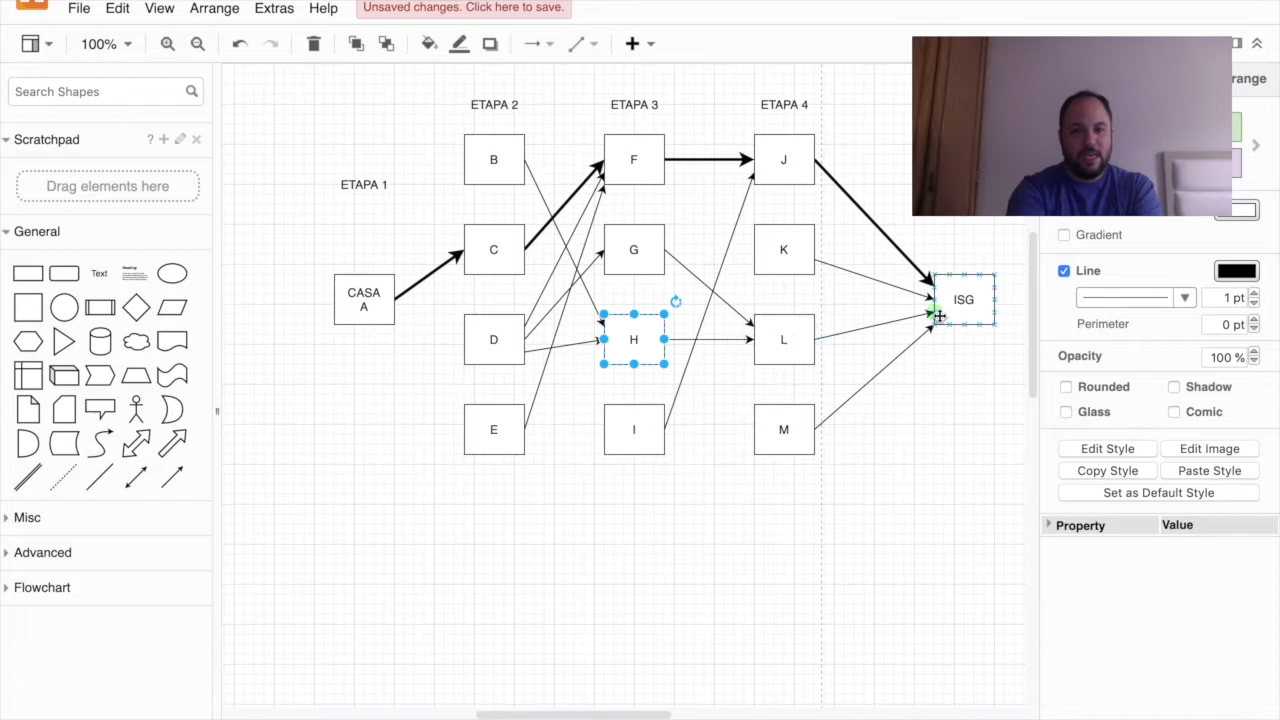 File Edit View Arrange Extras Help Unsaved changes. Click here to save.
100%
Search Shapes
Scratchpad ?
Drag elements here
General
Text
Heading
Misc
Advanced
Flowchart
ETAPA 1
ETAPA 2
ETAPA 3
ETAPA 4
CASA
A
B
C
D
E
F
G
H
I
J
K
L
M
ISG
range
Gradient
Line
1 pt
Perimeter 0 pt
Opacity 100 %
Rounded Shadow
Glass Comic
Edit Style Edit Image
Copy Style Paste Style
Set as Default Style
Property Value